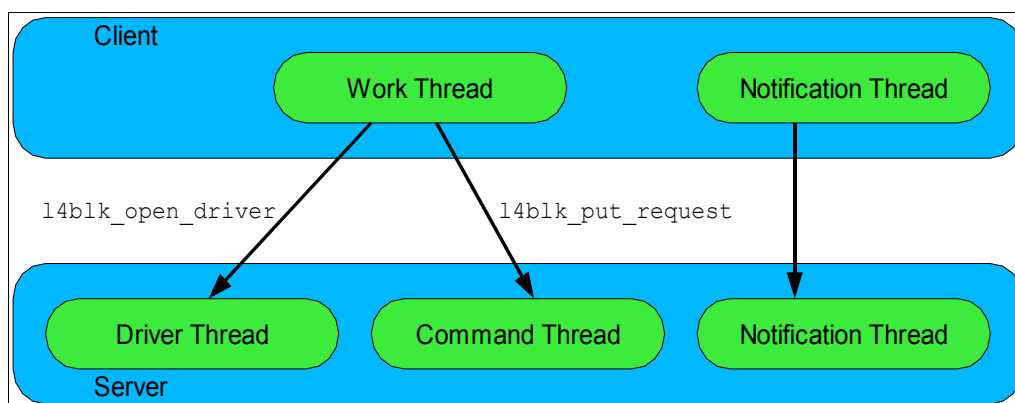 Client
Work Thread
Notification Thread
l4blk_open_driver
l4blk_put_request
Driver Thread
Command Thread
Notification Thread
Server